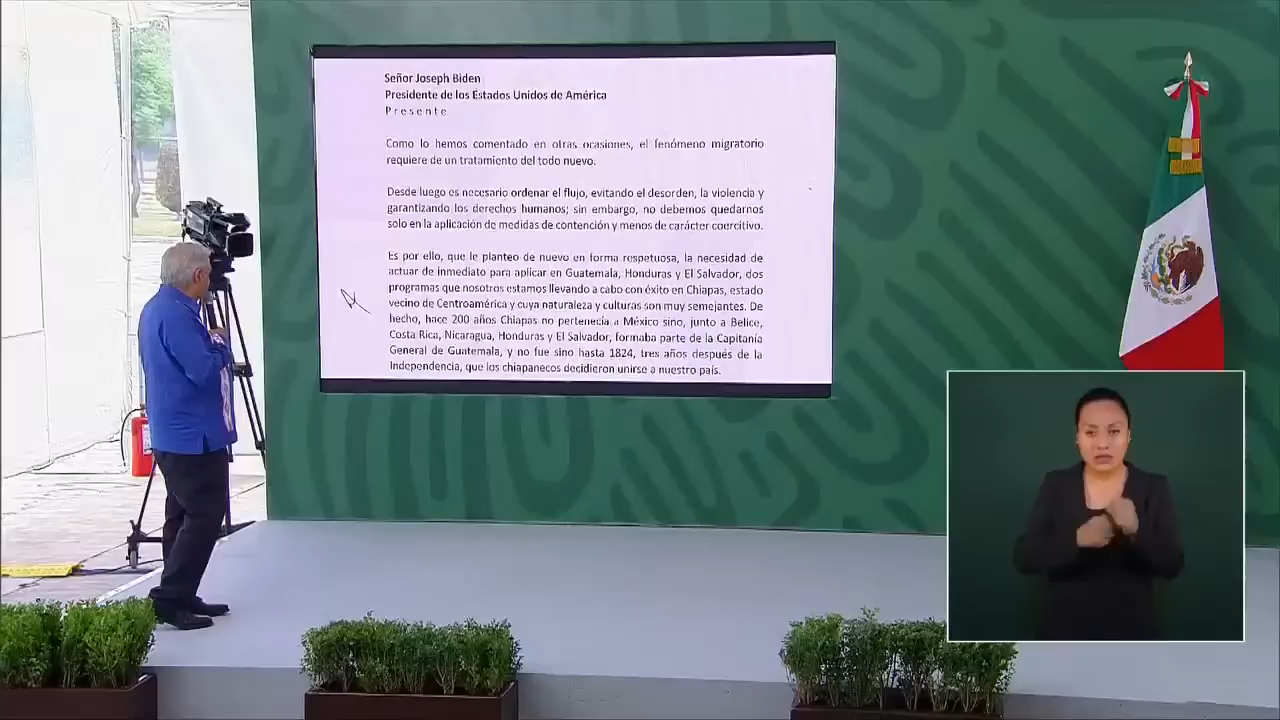 Señor Joseph Biden
Presidente de los Estados Unidos de América
P r e s e n t e
Como lo hemos comentado en otras ocasiones, el fenómeno migratorio
requiere de un tratamiento del todo nuevo.
Desde luego es necesario ordenar el flujo, evitando el desorden, la violencia y
garantizando los derechos humanos; sin embargo, no debemos quedarnos
solo en la aplicación de medidas de contención y menos de carácter coercitivo.
Es por ello, que le planteo de nuevo en forma respetuosa, la necesidad de
actuar de inmediato para aplicar en Guatemala, Honduras y El Salvador, dos
programas que nosotros estamos llevando a cabo con éxito en Chiapas, estado
vecino de Centroamérica y cuya naturaleza y culturas son muy semejantes. De
hecho, hace 200 años Chiapas no pertenecía a México sino, junto a Belice,
Costa Rica, Nicaragua, Honduras y El Salvador, formaba parte de la Capitanía
General de Guatemala, y no fue sino hasta 1824, tres años después de la
Independencia, que los chiapanecos decidieron unirse a nuestro país.